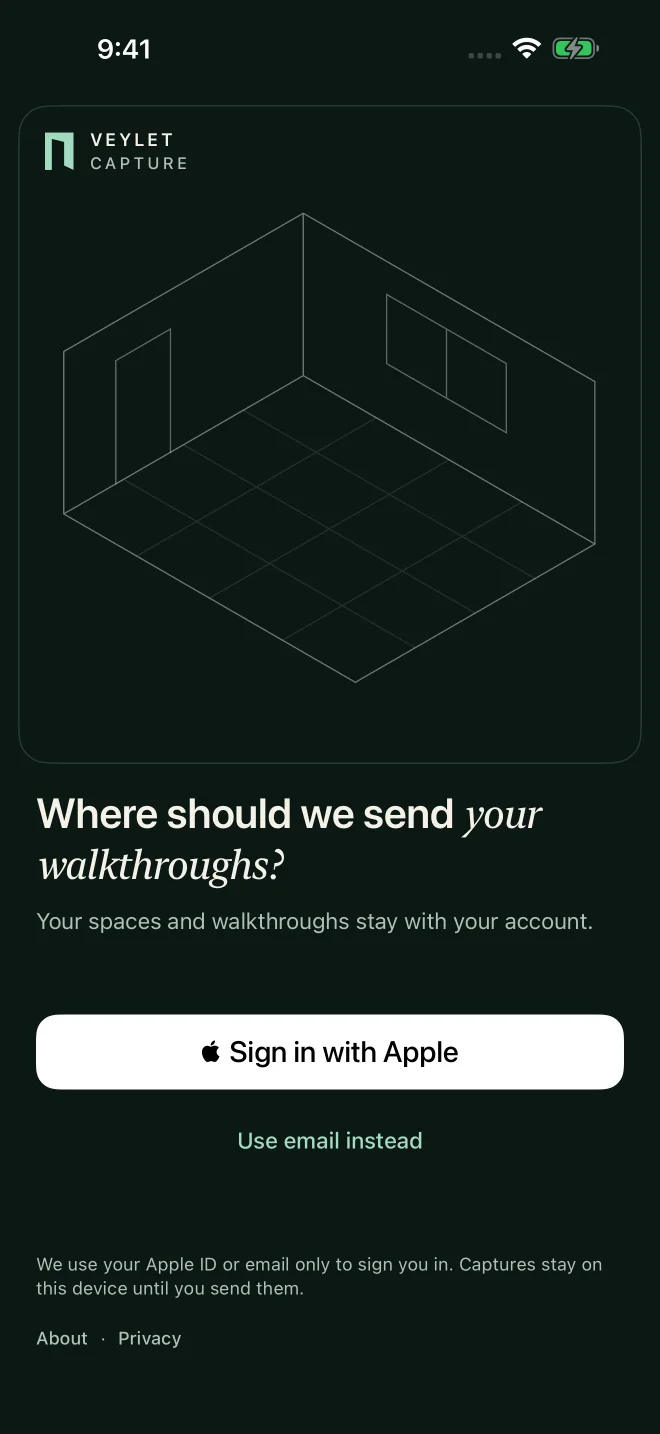 9:41
VEYLET
CAPTURE
Where should we send your
walkthroughs?
Your spaces and walkthroughs stay with your account.
Sign in with Apple
Use email instead
We use your Apple ID or email only to sign you in. Captures stay on
this device until you send them.
About · Privacy